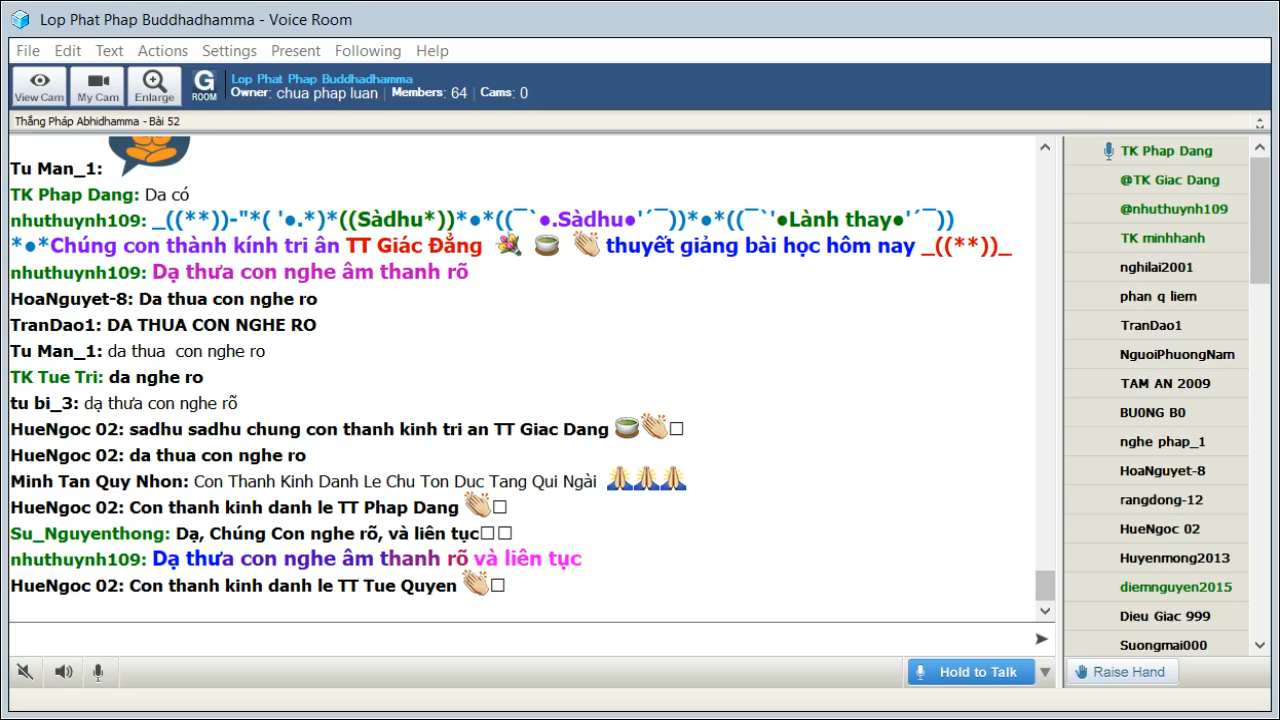 Lop Phat Phap Buddhadhamma - Voice Room
File Edit Text Actions Settings Present Following Help
View Cam My Cam Enlarge G ROOM
Lop Phat Phap Buddhadhamma
Owner: chua phap luan | Members: 64 | Cams: 0
Thắng Pháp Abhidhamma - Bài 52
Tu Man_1:
TK Phap Dang: Da có
nhuthuynh109: _((**))-"*( '●.*)*((Sàdhu*))*●*((¯`●.Sàdhu●'´¯))*●*((¯`'●Lành thay●'´¯))
*●*Chúng con thành kính tri ân TT Giác Đẳng 💐 🍵 👏 thuyết giảng bài học hôm nay _((**))_
nhuthuynh109: Dạ thưa con nghe âm thanh rõ
HoaNguyet-8: Da thua con nghe ro
TranDao1: DA THUA CON NGHE RO
Tu Man_1: da thua  con nghe ro
TK Tue Tri: da nghe ro
tu bi_3: dạ thưa con nghe rõ
HueNgoc 02: sadhu sadhu chung con thanh kinh tri an TT Giac Dang 🍵👏□
HueNgoc 02: da thua con nghe ro
Minh Tan Quy Nhon: Con Thanh Kinh Danh Le Chu Ton Duc Tang Qui Ngài 🙏🙏🙏
HueNgoc 02: Con thanh kinh danh le TT Phap Dang 👏□
Su_Nguyenthong: Dạ, Chúng Con nghe rõ, và liên tục□□
nhuthuynh109: Dạ thưa con nghe âm thanh rõ và liên tục
HueNgoc 02: Con thanh kinh danh le TT Tue Quyen 👏□
Hold to Talk
TK Phap Dang
@TK Giac Dang
@nhuthuynh109
TK minhhanh
nghilai2001
phan q liem
TranDao1
NguoiPhuongNam
TAM AN 2009
BU0NG B0
nghe phap_1
HoaNguyet-8
rangdong-12
HueNgoc 02
Huyenmong2013
diemnguyen2015
Dieu Giac 999
Suongmai000
Raise Hand